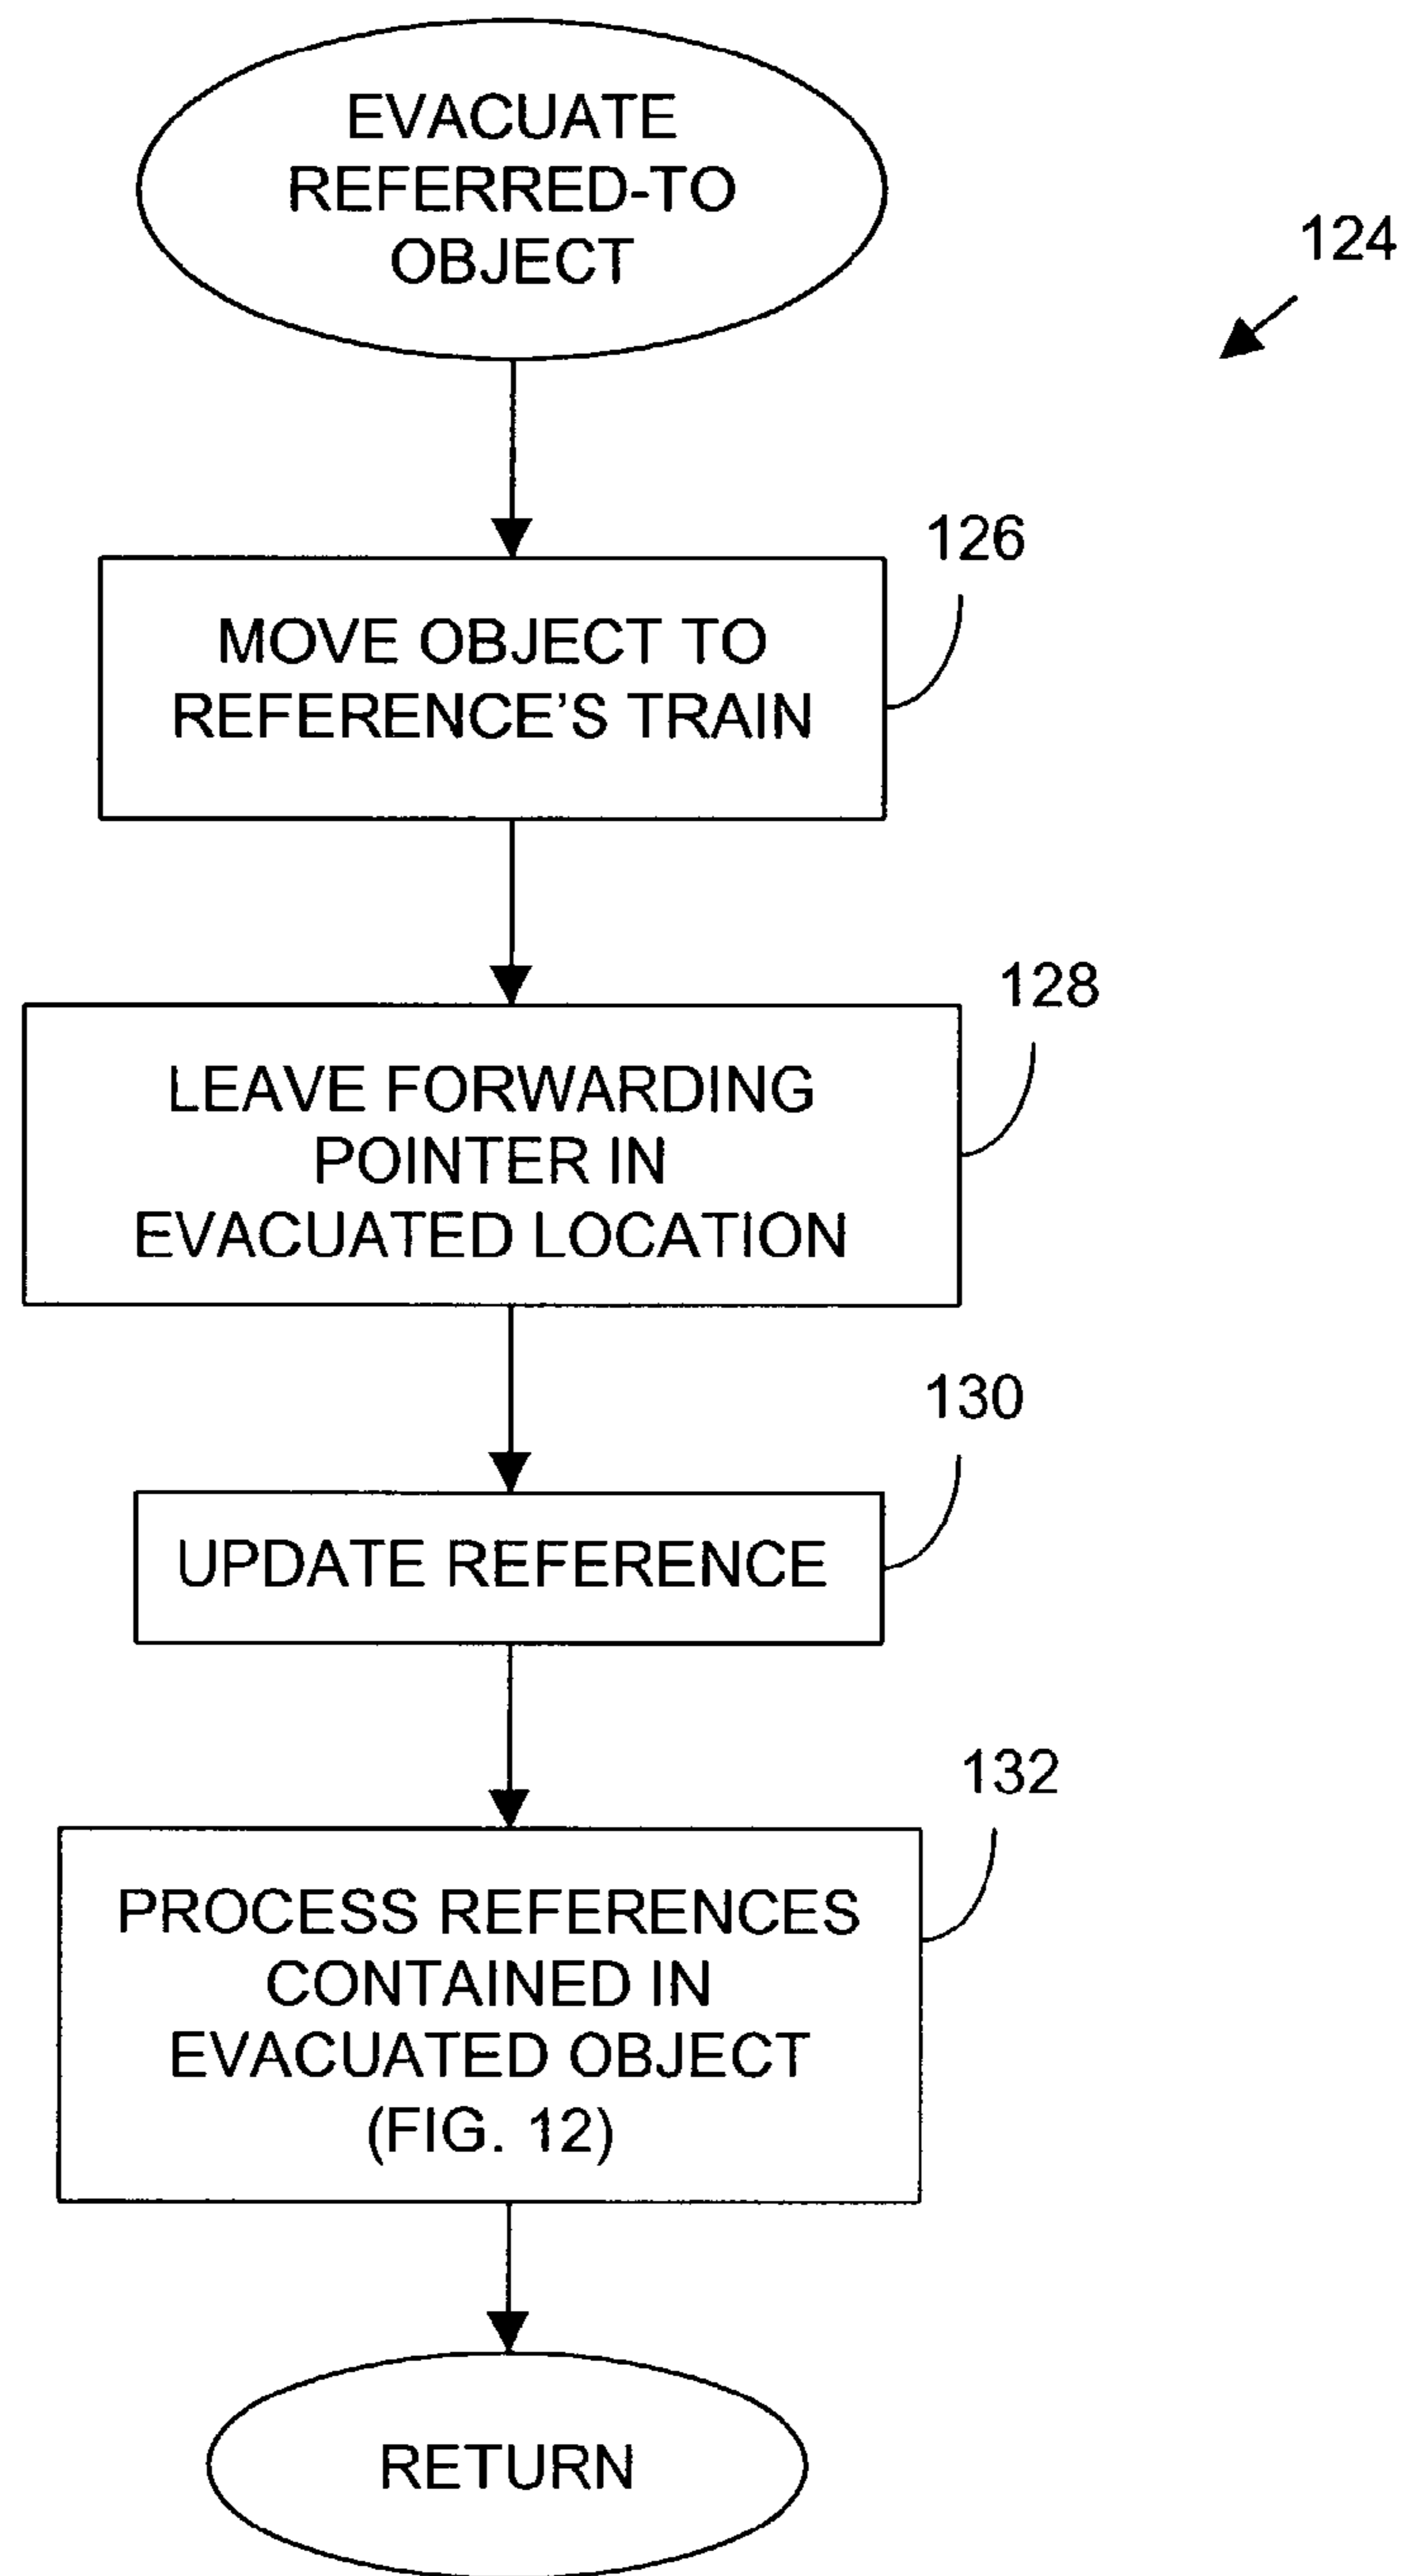 EVACUATE
REFERRED-TO
OBJECT
124
126
MOVE OBJECT TO
REFERENCE’S TRAIN
128
LEAVE FORWARDING
POINTER IN
EVACUATED LOCATION
130
UPDATE REFERENCE
132
PROCESS REFERENCES
CONTAINED IN
EVACUATED OBJECT
(FIG. 12)
RETURN